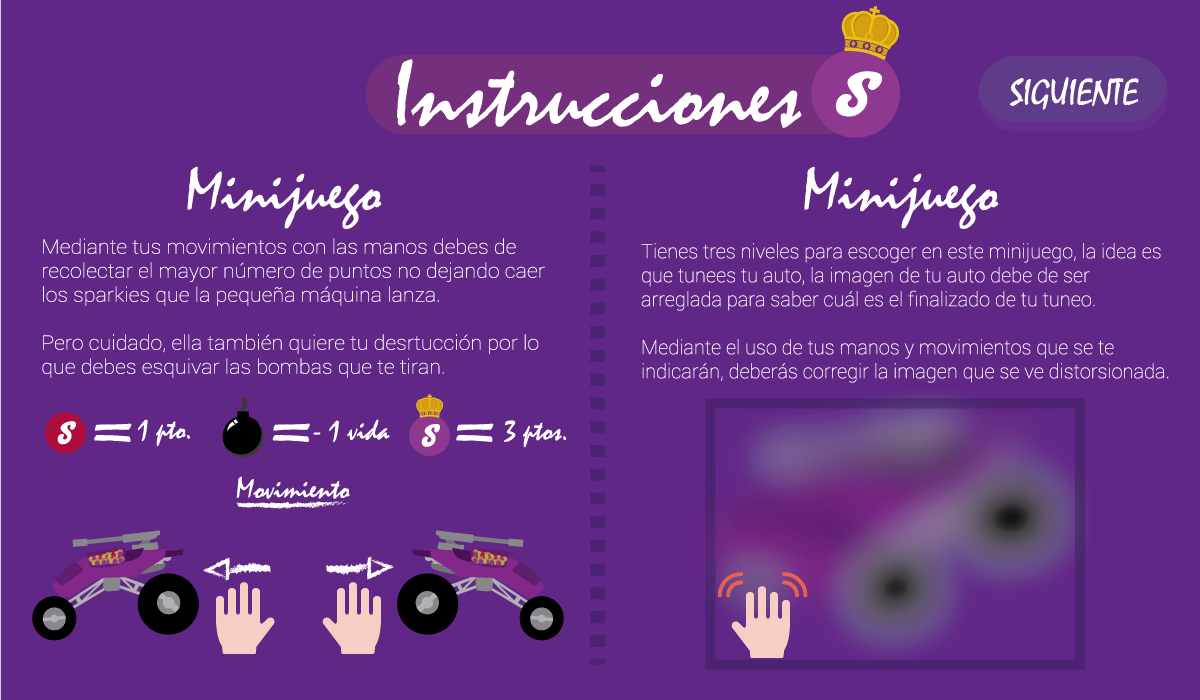 Instrucciones
S
SIGUIENTE
Minijuego
Mediante tus movimientos con las manos debes de
recolectar el mayor número de puntos no dejando caer
los sparkies que la pequeña máquina lanza.
Pero cuidado, ella también quiere tu desrtucción por lo
que debes esquivar las bombas que te tiran.
S = 1 pto.
= - 1 vida
S = 3 ptos.
Movimiento
Minijuego
Tienes tres niveles para escoger en este minijuego, la idea es
que tunees tu auto, la imagen de tu auto debe de ser
arreglada para saber cuál es el finalizado de tu tuneo.
Mediante el uso de tus manos y movimientos que se te
indicarán, deberás corregir la imagen que se ve distorsionada.